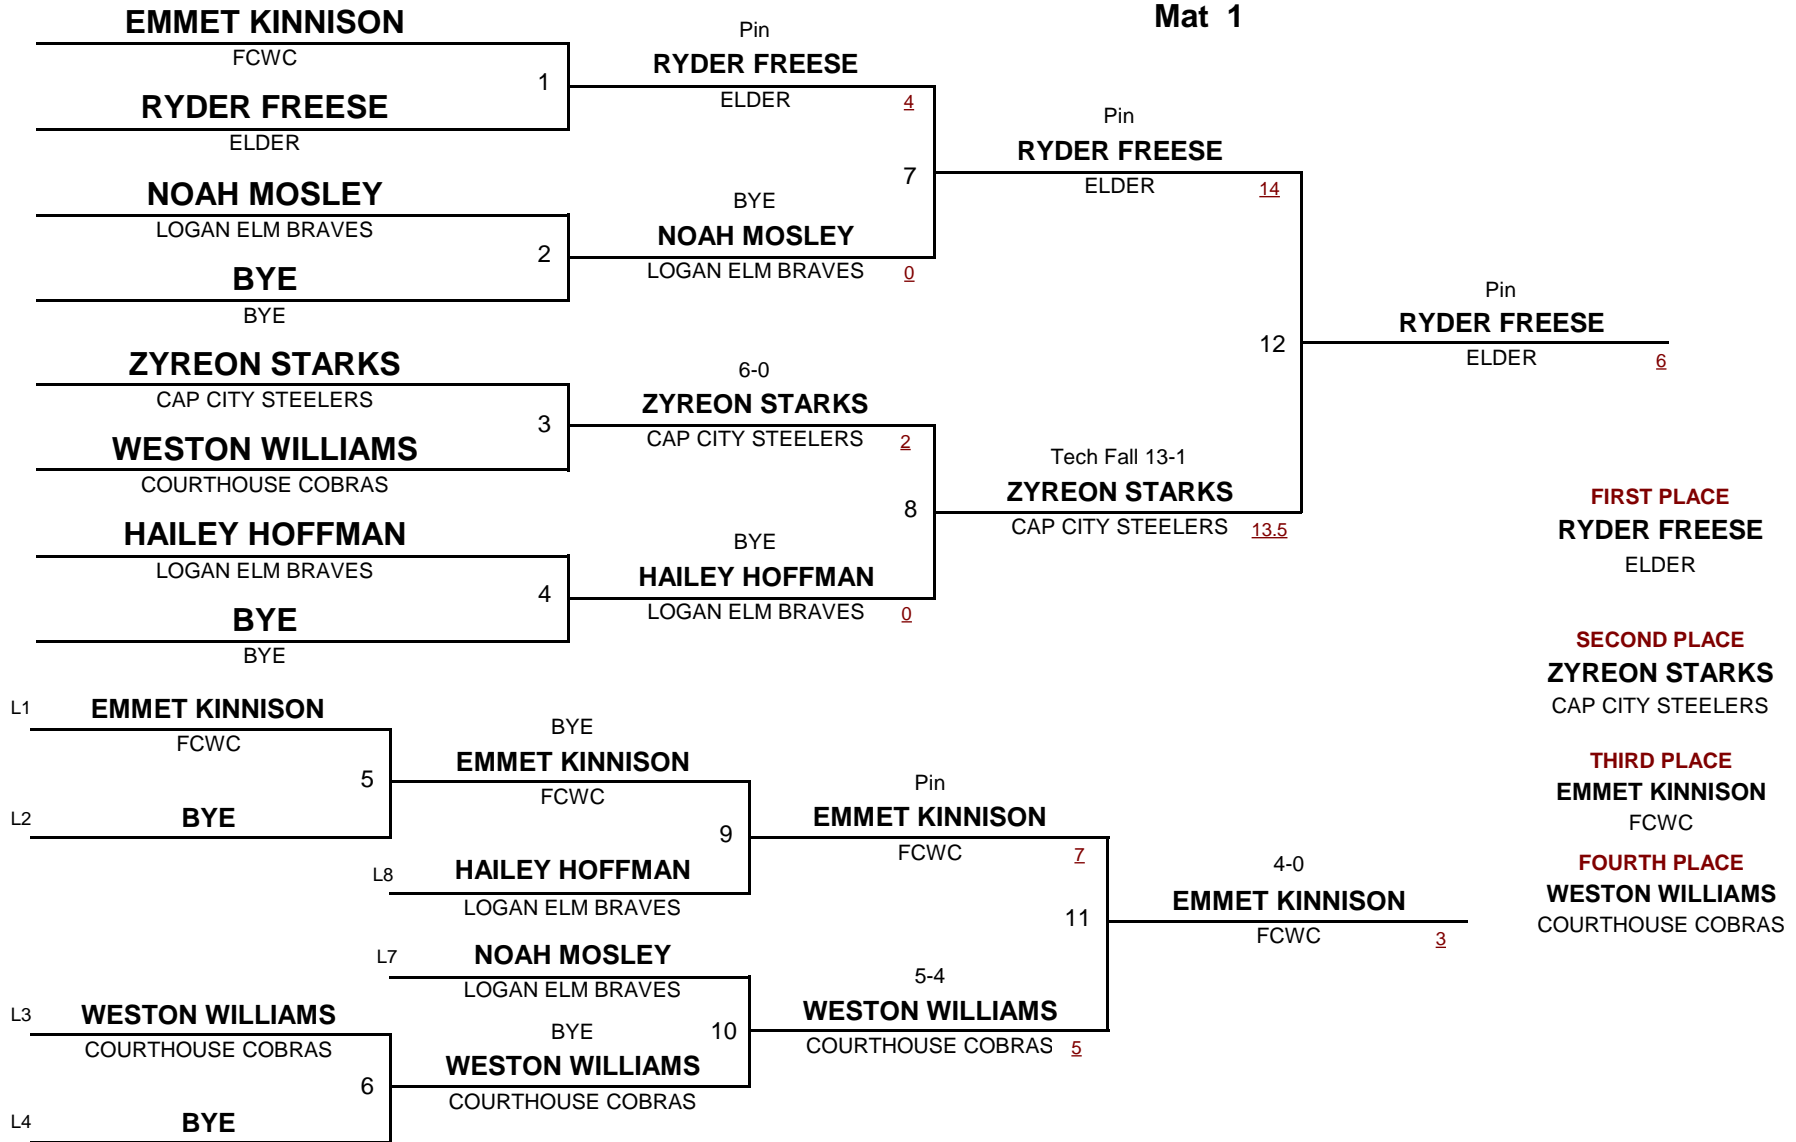 Mat 1
EMMET KINNISON
FCWC
1
RYDER FREESE
ELDER
NOAH MOSLEY
LOGAN ELM BRAVES
2
BYE
BYE
ZYREON STARKS
CAP CITY STEELERS
3
WESTON WILLIAMS
COURTHOUSE COBRAS
HAILEY HOFFMAN
LOGAN ELM BRAVES
4
BYE
BYE
Pin
RYDER FREESE
ELDER 4
7
BYE
NOAH MOSLEY
LOGAN ELM BRAVES 0
6-0
ZYREON STARKS
CAP CITY STEELERS 2
8
BYE
HAILEY HOFFMAN
LOGAN ELM BRAVES 0
Pin
RYDER FREESE
ELDER 14
12
Tech Fall 13-1
ZYREON STARKS
CAP CITY STEELERS 13.5
Pin
RYDER FREESE
ELDER 6
FIRST PLACE
RYDER FREESE
ELDER
SECOND PLACE
ZYREON STARKS
CAP CITY STEELERS
THIRD PLACE
EMMET KINNISON
FCWC
FOURTH PLACE
WESTON WILLIAMS
COURTHOUSE COBRAS
L1 EMMET KINNISON
FCWC
5
L2 BYE
L3 WESTON WILLIAMS
COURTHOUSE COBRAS
6
L4 BYE
BYE
EMMET KINNISON
FCWC
9
L8 HAILEY HOFFMAN
LOGAN ELM BRAVES
L7 NOAH MOSLEY
LOGAN ELM BRAVES
BYE 10
WESTON WILLIAMS
COURTHOUSE COBRAS
Pin
EMMET KINNISON
FCWC 7
11
5-4
WESTON WILLIAMS
COURTHOUSE COBRAS 5
4-0
EMMET KINNISON
FCWC 3